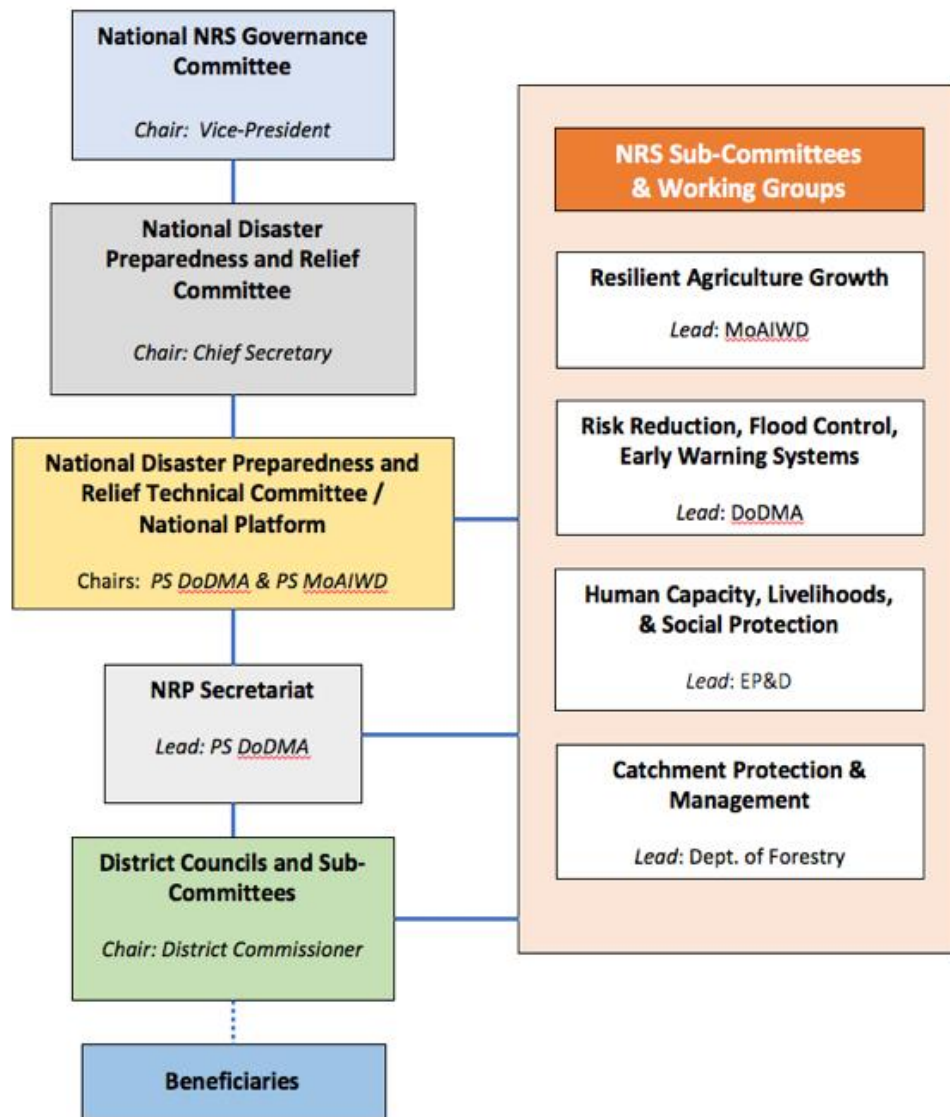 National NRS Governance
Committee
Chair: Vice-President
National Disaster
Preparedness and Relief
Committee
Chair: Chief Secretary
National Disaster Preparedness and
Relief Technical Committee /
National Platform
Chairs: PS DoDMA & PS MoAIWD
NRP Secretariat
Lead: PS DoDMA
District Councils and Sub-
Committees
Chair: District Commissioner
Beneficiaries
NRS Sub-Committees
& Working Groups
Resilient Agriculture Growth
Lead: MoAIWD
Risk Reduction, Flood Control,
Early Warning Systems
Lead: DoDMA
Human Capacity, Livelihoods,
& Social Protection
Lead: EP&D
Catchment Protection &
Management
Lead: Dept. of Forestry